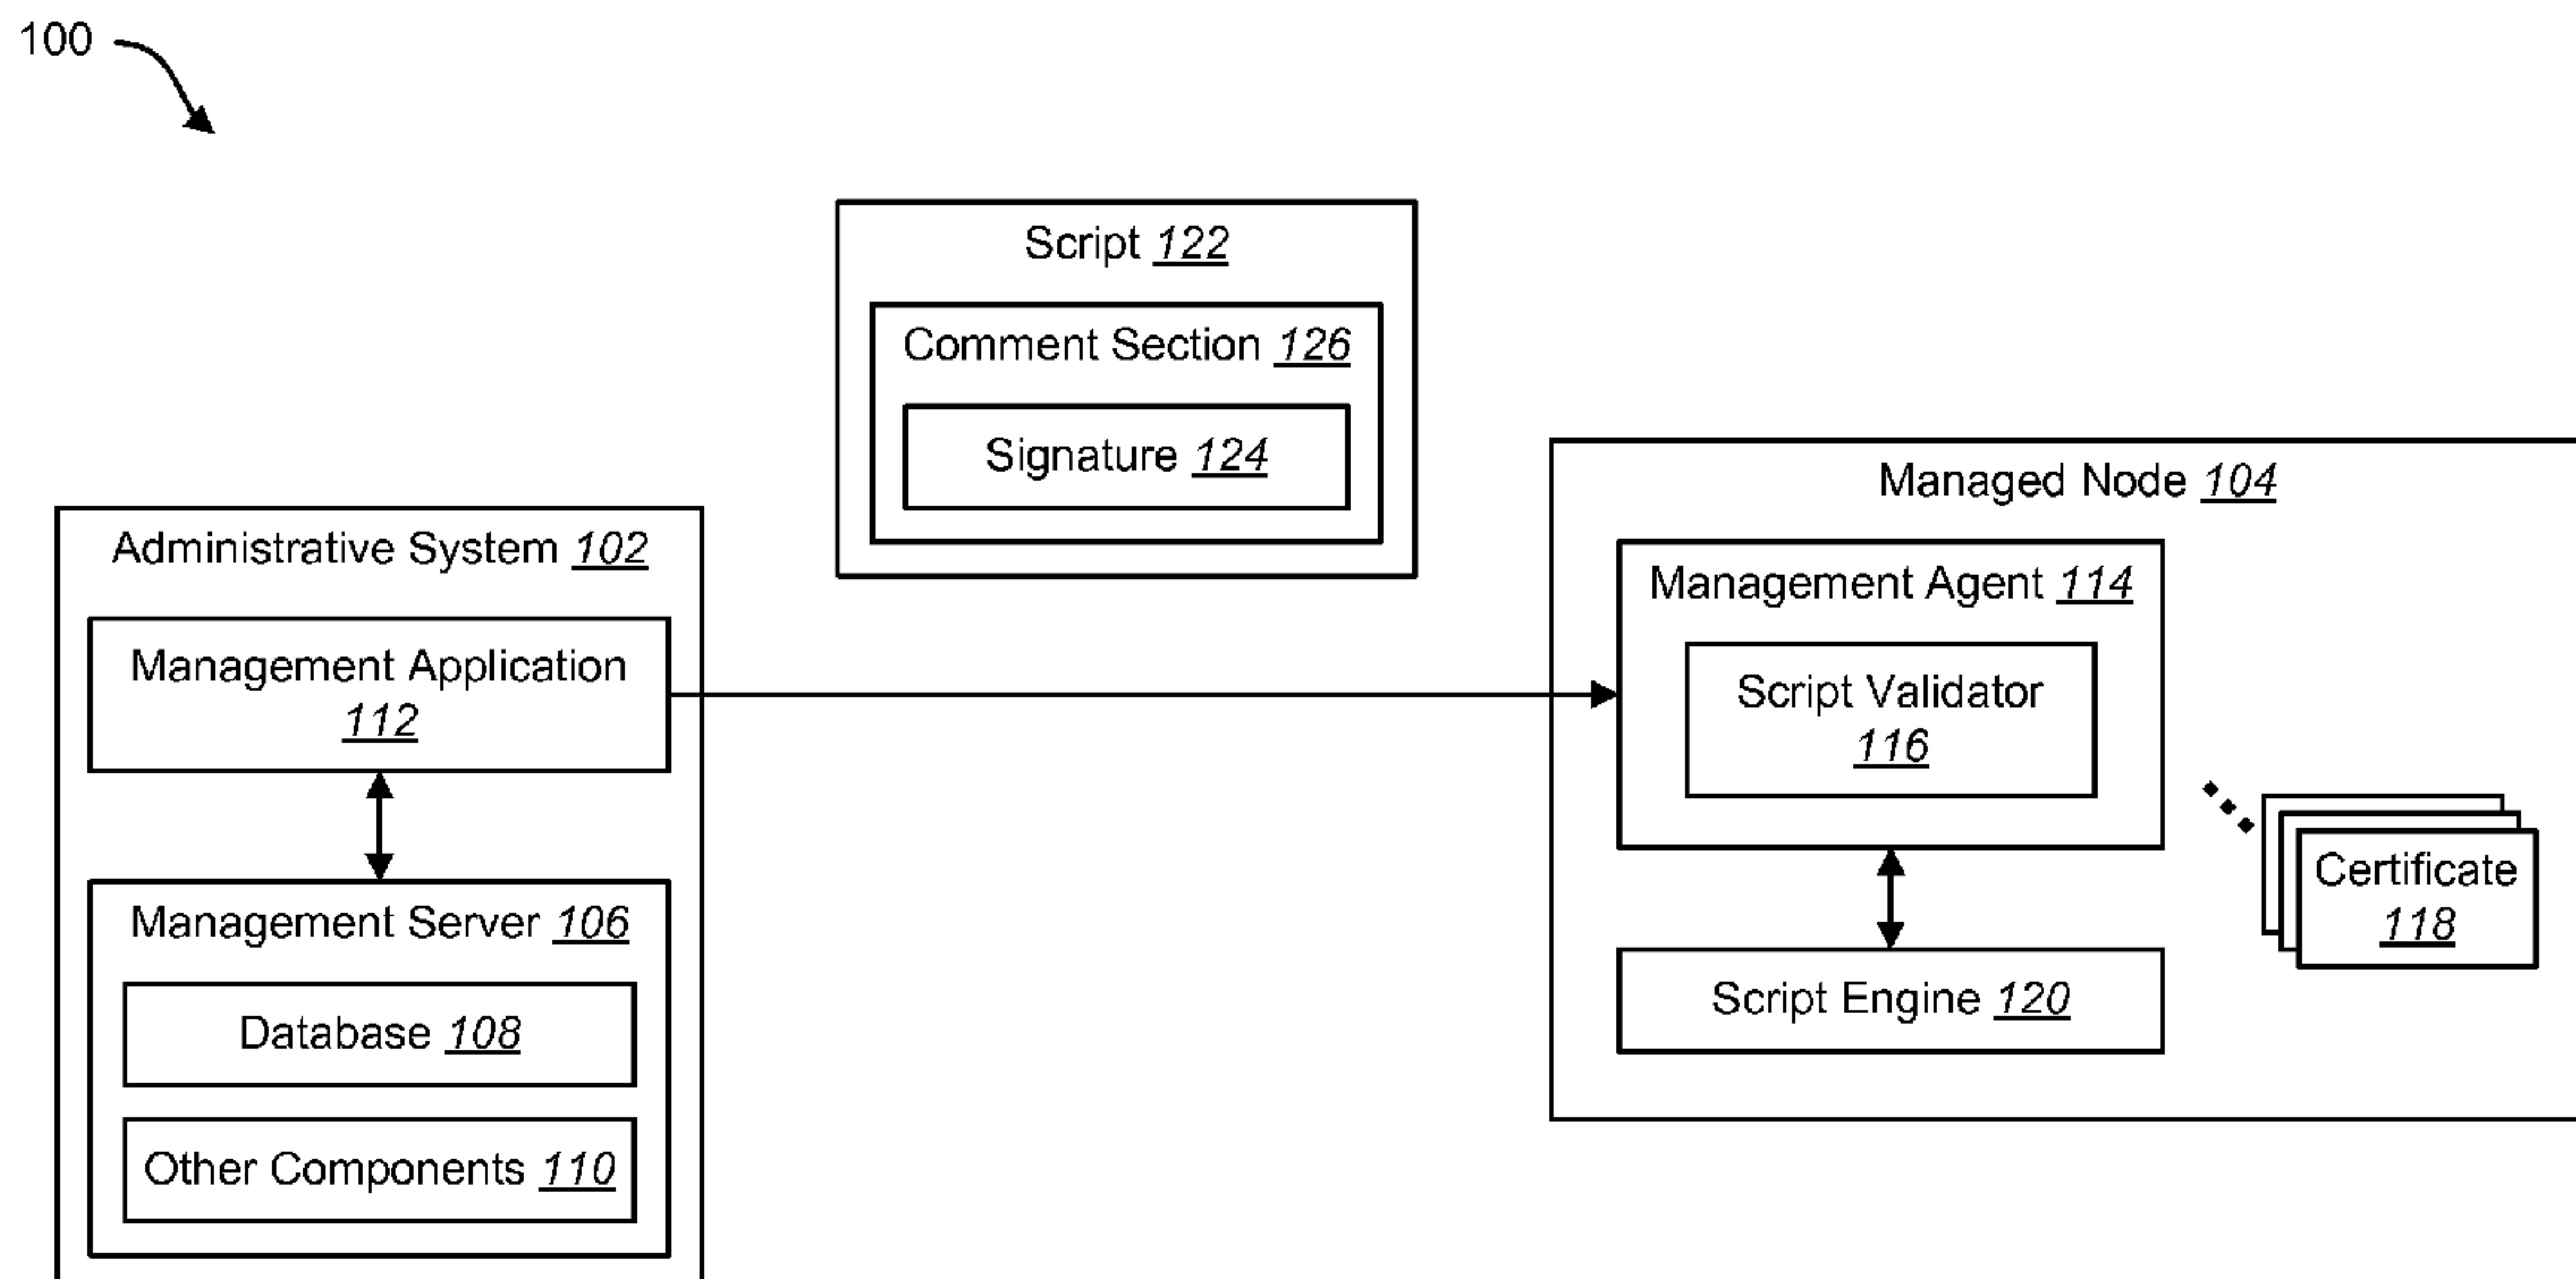 100
Script 122
Comment Section 126
Signature 124
Administrative System 102
Management Application
112
Management Server 106
Database 108
Other Components 110
Managed Node 104
Management Agent 114
Script Validator
116
Script Engine 120
Certificate
118